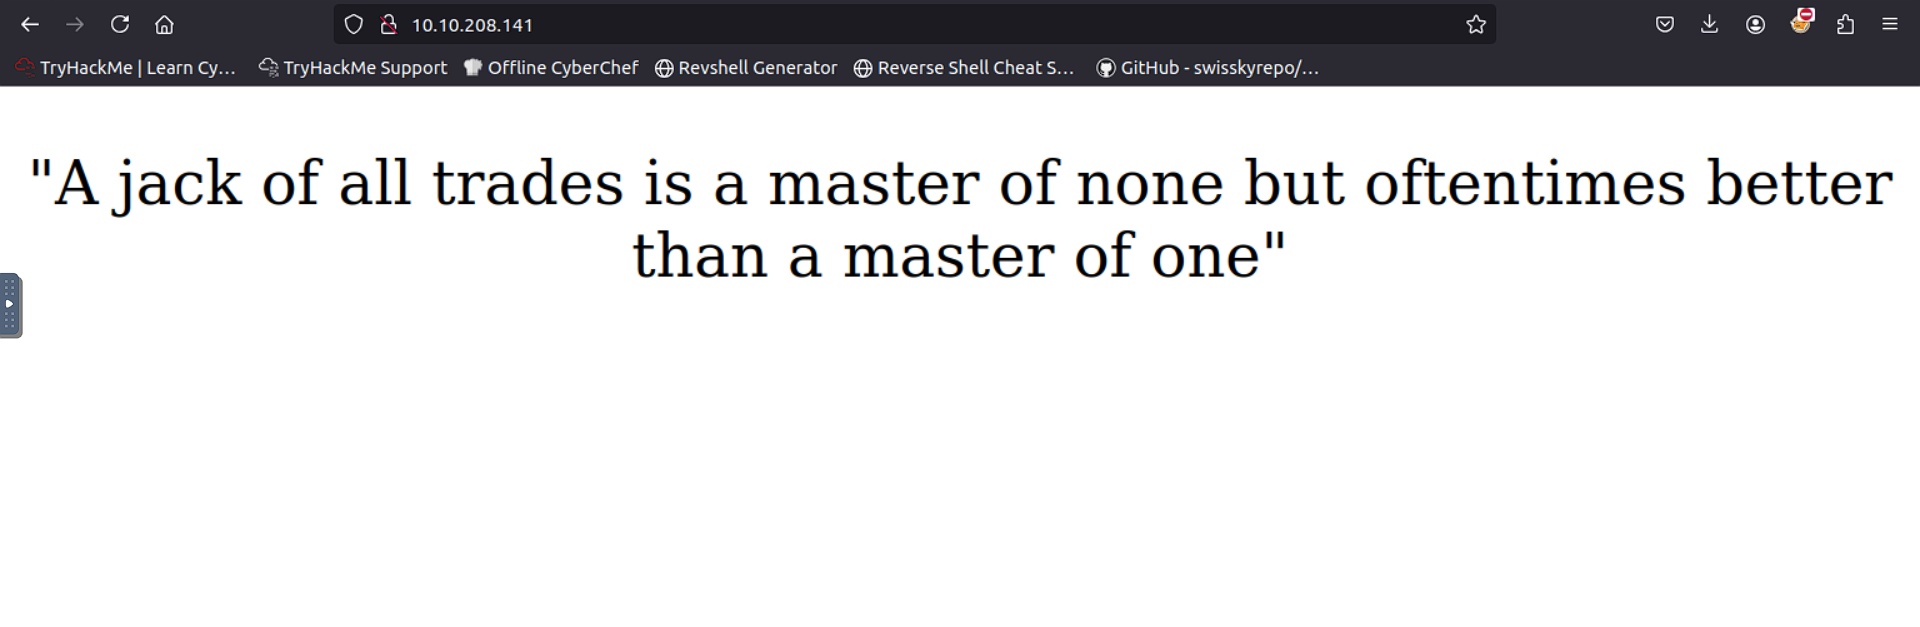 10.10.208.141
TryHackMe | Learn Cy... TryHackMe Support Offline CyberChef Revshell Generator Reverse Shell Cheat S... GitHub - swisskyrepo/...
"A jack of all trades is a master of none but oftentimes better
than a master of one"